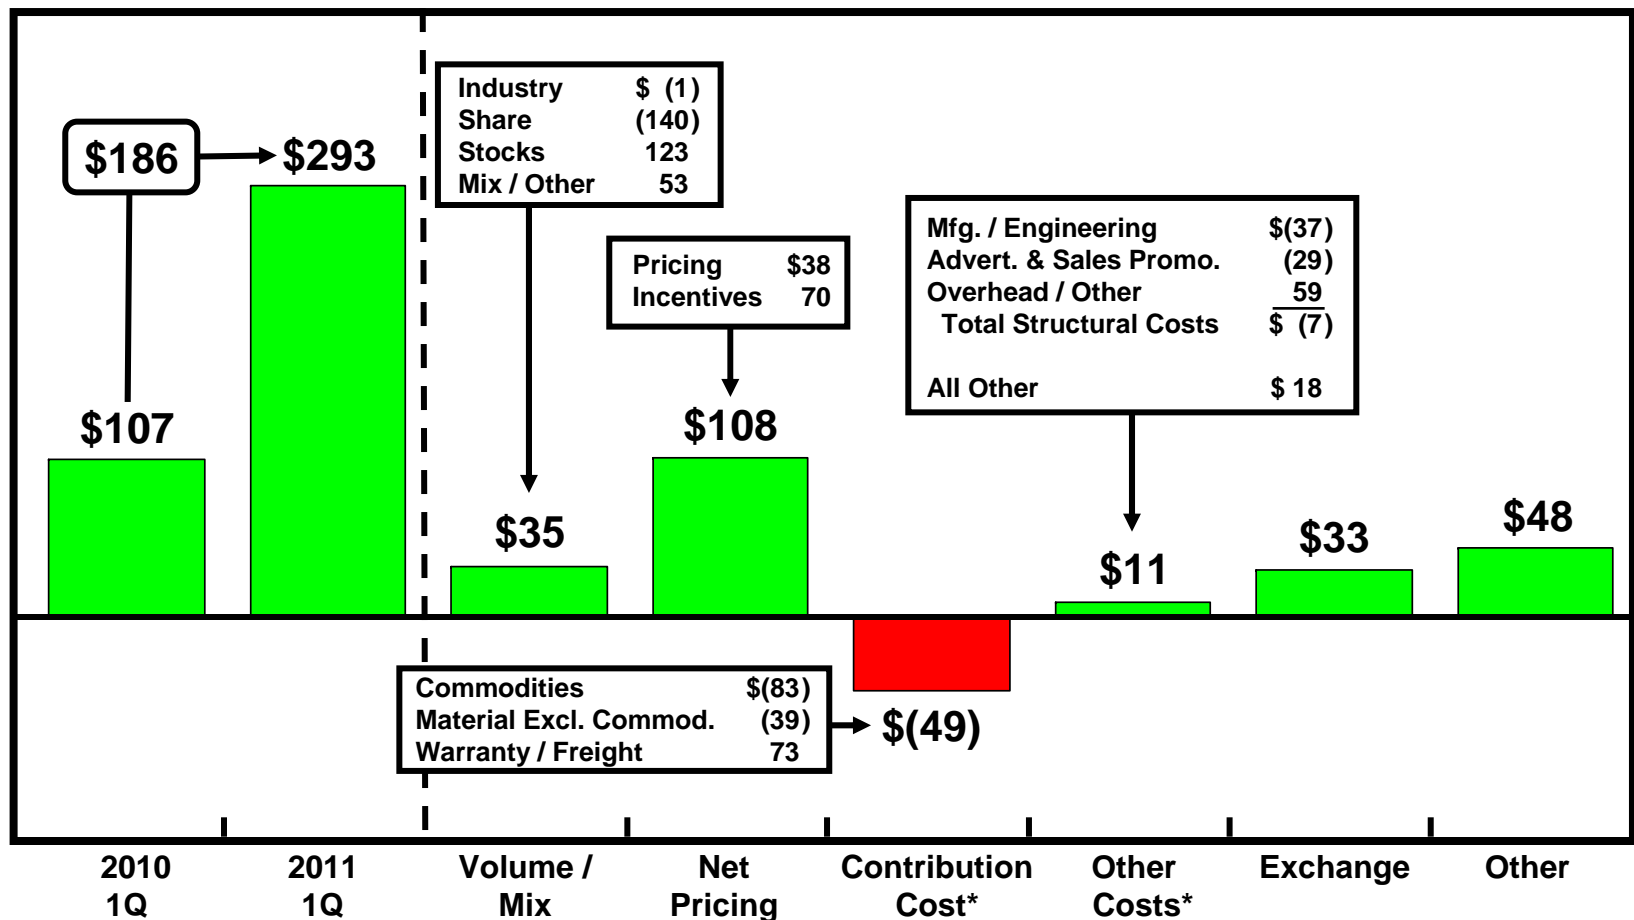 Industry $ (1)
Share (140)
Stocks 123
Mix / Other 53
$186
$293
Mfg. / Engineering $(37)
Advert. & Sales Promo. (29)
Overhead / Other 59
Total Structural Costs $ (7)
All Other $ 18
Pricing $38
Incentives 70
$107
$108
$35
$11
$33
$48
Commodities $(83)
Material Excl. Commod. (39)
Warranty / Freight 73
$(49)
2010
1Q
2011
1Q
Volume /
Mix
Net
Pricing
Contribution
Cost*
Other
Costs*
Exchange
Other